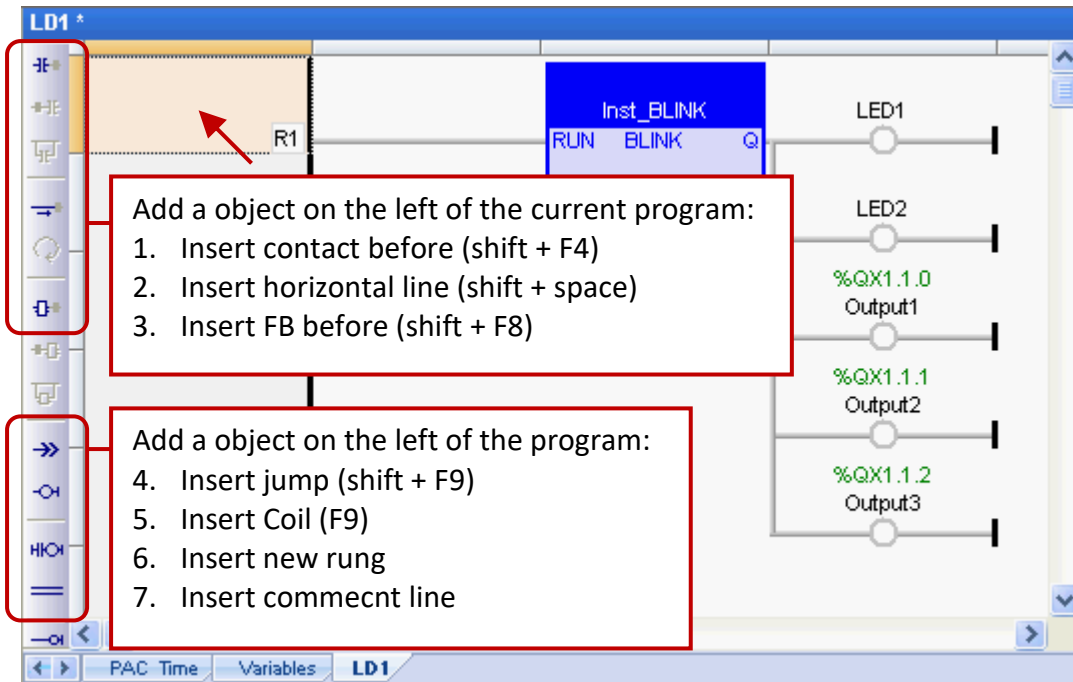 LD1 *
Inst_BLINK
RUN BLINK Q
R1
LED1
LED2
%QX1.1.0
Output1
%QX1.1.1
Output2
%QX1.1.2
Output3
Add a object on the left of the current program:
1. Insert contact before (shift + F4)
2. Insert horizontal line (shift + space)
3. Insert FB before (shift + F8)
Add a object on the left of the program:
4. Insert jump (shift + F9)
5. Insert Coil (F9)
6. Insert new rung
7. Insert commecnt line
PAC Time Variables LD1